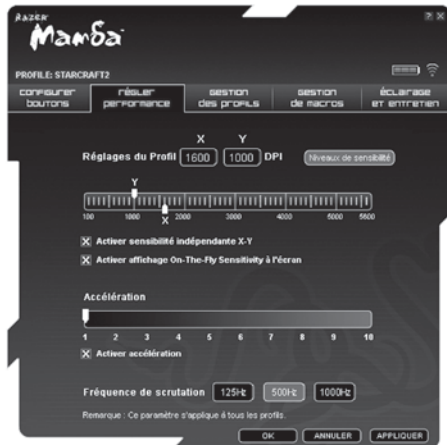 RAZER
Mamba
? X
PROFILE: STARCRAFT2
CONFIGURER BOUTONS
RÉGLER PERFORMANCE
GESTION DES PROFILS
GESTION DE MACROS
ÉCLAIRAGE ET ENTRETIEN
X Y
Réglages du Profil 1600 1000 DPI Niveaux de sensibilité
Y
100 1000 2000 3000 4000 5000 5600
X
X Activer sensibilité indépendante X-Y
X Activer affichage On-The-Fly Sensitivity à l'écran
Accélération
1 2 3 4 5 6 7 8 9 10
X Activer accélération
Fréquence de scrutation 125Hz 500Hz 1000Hz
Remarque : Ce paramètre s'applique é tous les profils.
OK ANNULER APPLIQUER